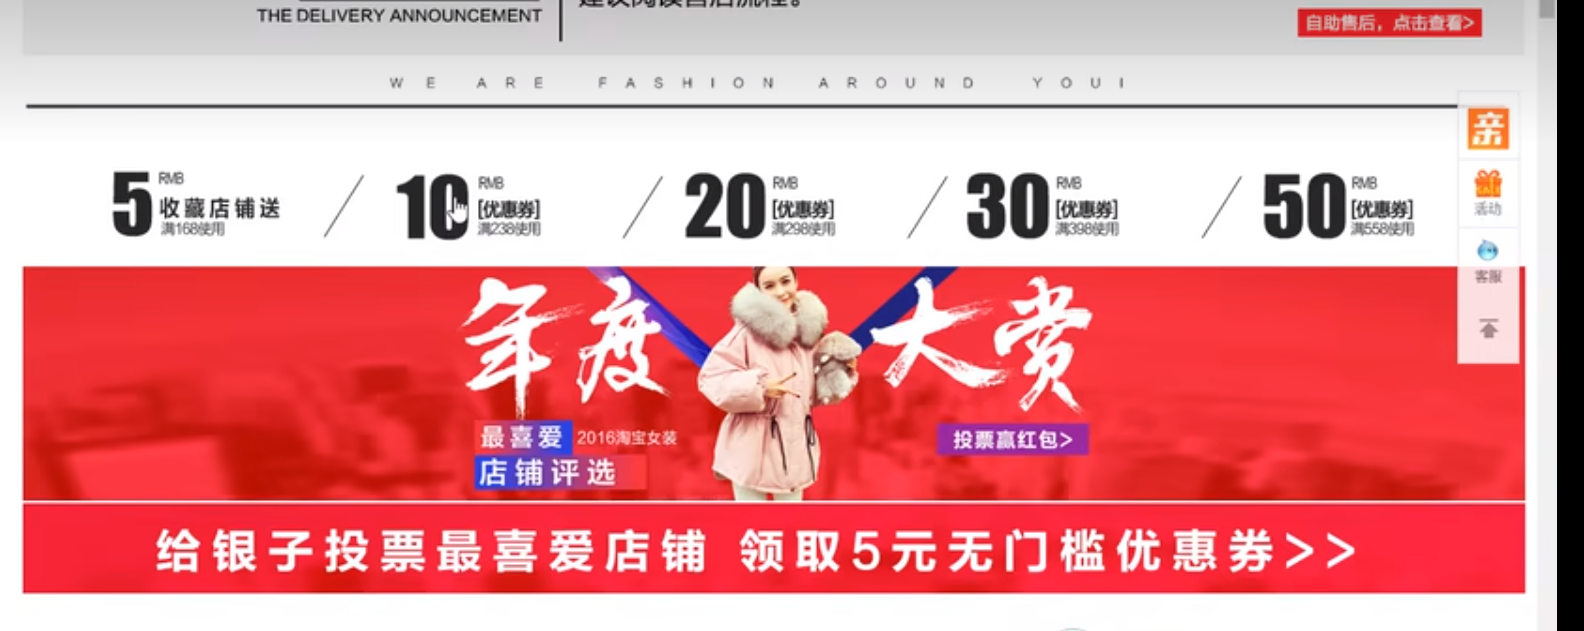 THE DELIVERY ANNOUNCEMENT
自助售后，点击查看>
WE ARE FASHION AROUND YOU!
5 RMB 收藏店铺送 满168使用
10 RMB [优惠券] 满238使用
20 RMB [优惠券] 满298使用
30 RMB [优惠券] 满398使用
50 RMB [优惠券] 满558使用
亲
SALE
活动
客服
年度 大赏
最喜爱 2016淘宝女装
店铺评选
投票赢红包>
给银子投票最喜爱店铺 领取5元无门槛优惠券>>